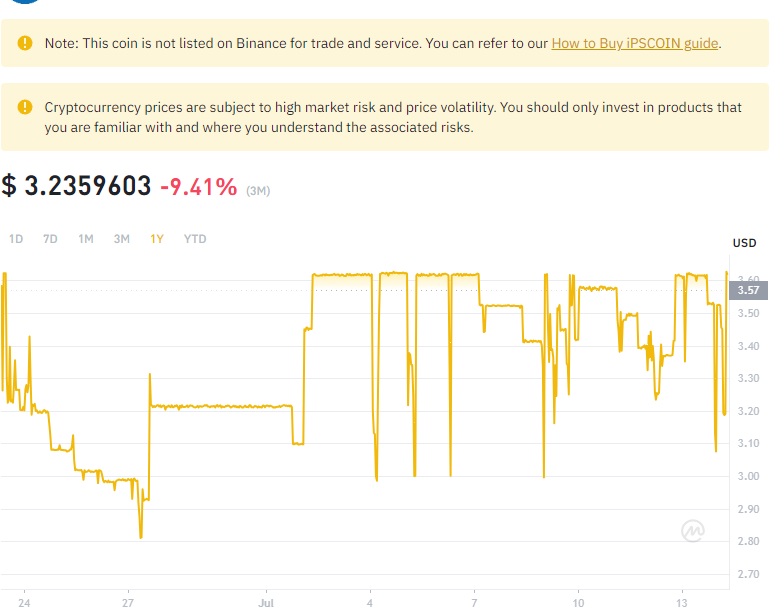 Note: This coin is not listed on Binance for trade and service. You can refer to our How to Buy iPSCOIN guide.
Cryptocurrency prices are subject to high market risk and price volatility. You should only invest in products that
you are familiar with and where you understand the associated risks.
$ 3.2359603 -9.41% (3M)
1D 7D 1M 3M 1Y YTD
USD
3.60
3.57
3.50
3.40
3.30
3.20
3.10
3.00
2.90
2.80
2.70
24 27 Jul 4 7 10 13